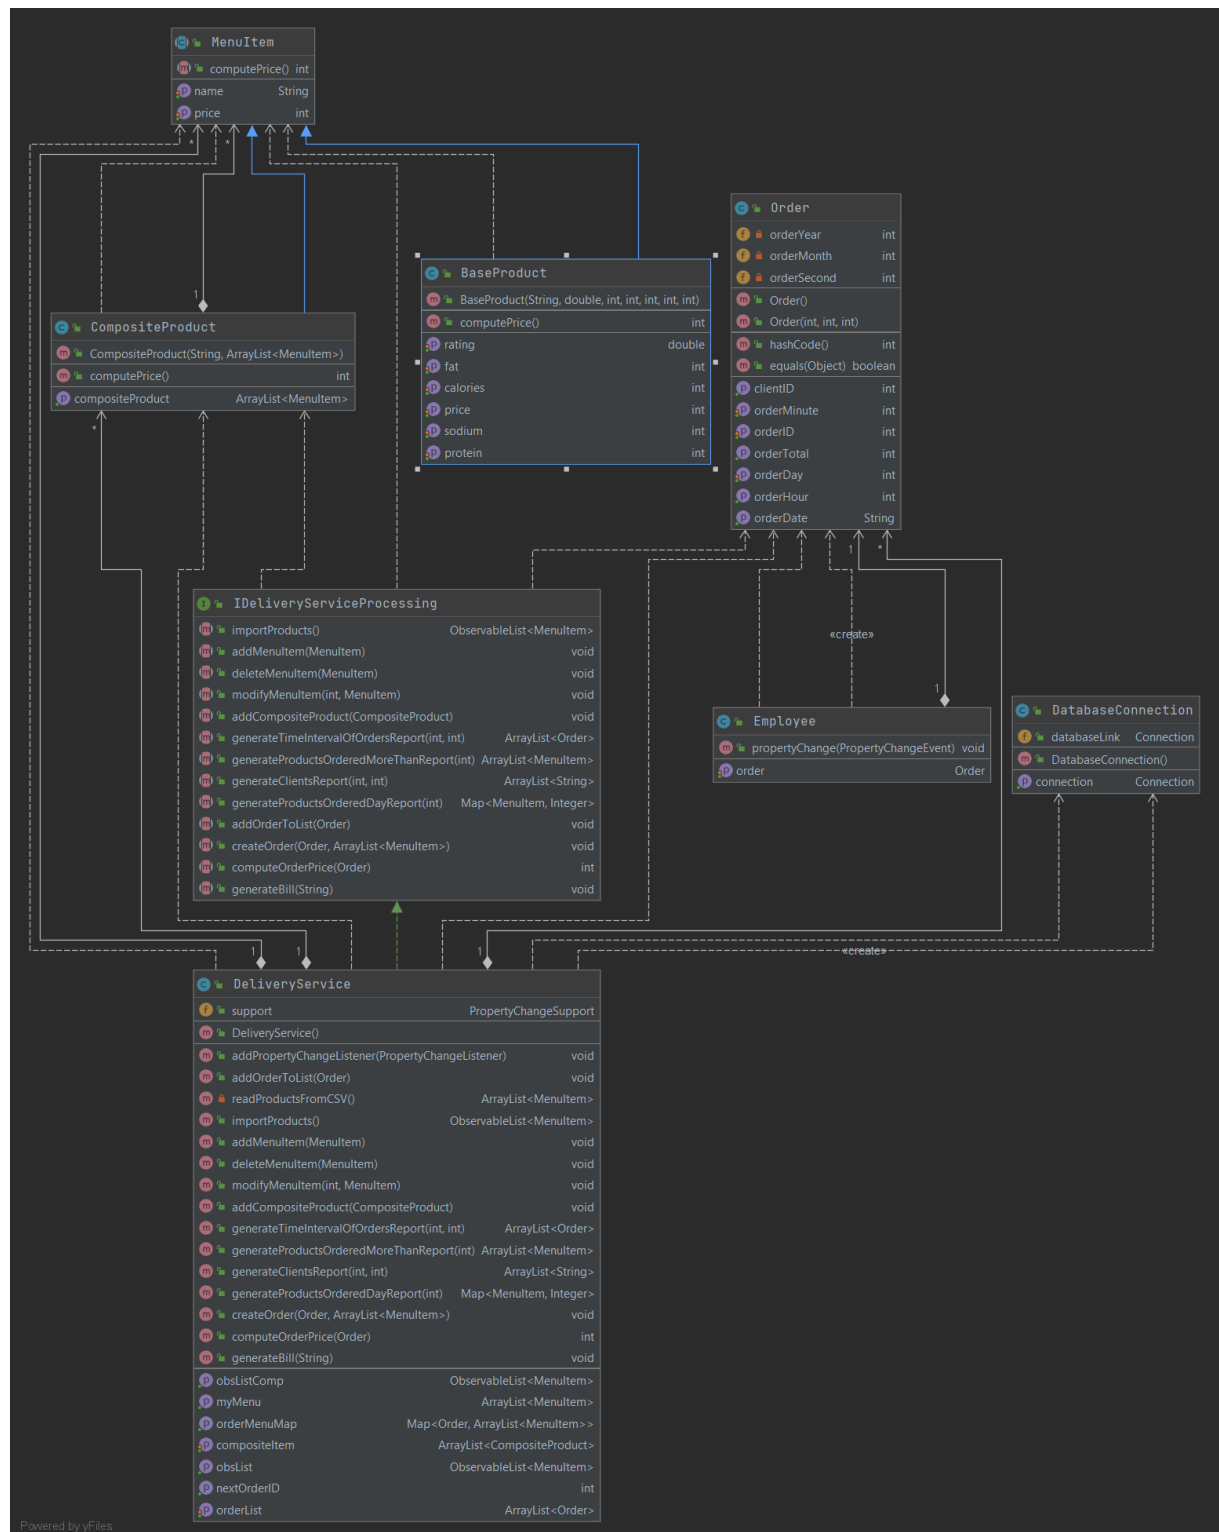 MenuItem
computePrice() int
name String
price int
* *
Order
orderYear int
orderMonth int
orderSecond int
Order()
Order(int, int, int)
hashCode() int
equals(Object) boolean
clientID int
orderMinute int
orderID int
orderTotal int
orderDay int
orderHour int
orderDate String
BaseProduct
BaseProduct(String, double, int, int, int, int, int)
computePrice() int
rating double
fat int
calories int
price int
sodium int
protein int
1
CompositeProduct
CompositeProduct(String, ArrayList<MenuItem>)
computePrice() int
compositeProduct ArrayList<MenuItem>
*
1 *
IDeliveryServiceProcessing
importProducts() ObservableList<MenuItem>
addMenuItem(MenuItem) void
deleteMenuItem(MenuItem) void
modifyMenuItem(int, MenuItem) void
addCompositeProduct(CompositeProduct) void
generateTimeIntervalOfOrdersReport(int, int) ArrayList<Order>
generateProductsOrderedMoreThanReport(int) ArrayList<MenuItem>
generateClientsReport(int, int) ArrayList<String>
generateProductsOrderedDayReport(int) Map<MenuItem, Integer>
addOrderToList(Order) void
createOrder(Order, ArrayList<MenuItem>) void
computeOrderPrice(Order) int
generateBill(String) void
«create»
1
Employee
propertyChange(PropertyChangeEvent) void
order Order
DatabaseConnection
databaseLink Connection
DatabaseConnection()
connection Connection
1 1 1
«create»
DeliveryService
support PropertyChangeSupport
DeliveryService()
addPropertyChangeListener(PropertyChangeListener) void
addOrderToList(Order) void
readProductsFromCSV() ArrayList<MenuItem>
importProducts() ObservableList<MenuItem>
addMenuItem(MenuItem) void
deleteMenuItem(MenuItem) void
modifyMenuItem(int, MenuItem) void
addCompositeProduct(CompositeProduct) void
generateTimeIntervalOfOrdersReport(int, int) ArrayList<Order>
generateProductsOrderedMoreThanReport(int) ArrayList<MenuItem>
generateClientsReport(int, int) ArrayList<String>
generateProductsOrderedDayReport(int) Map<MenuItem, Integer>
createOrder(Order, ArrayList<MenuItem>) void
computeOrderPrice(Order) int
generateBill(String) void
obsListComp ObservableList<MenuItem>
myMenu ArrayList<MenuItem>
orderMenuMap Map<Order, ArrayList<MenuItem>>
compositeItem ArrayList<CompositeProduct>
obsList ObservableList<MenuItem>
nextOrderID int
orderList ArrayList<Order>
Powered by yFiles